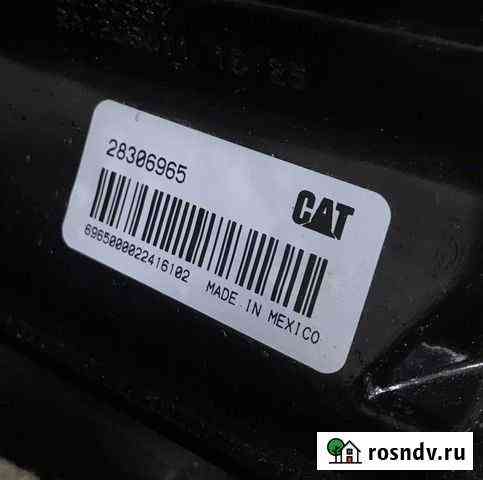 28306965
CAT
6965000022416102 MADE IN MEXICO
rosndv.ru